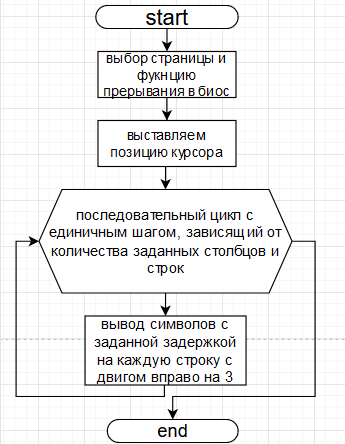 start
выбор страницы и
фукнцию
прерывания в биос
выставляем
позицию курсора
последовательный цикл с
единичным шагом, зависящий от
количества заданных столбцов и
строк
вывод символов с
заданной задержкой
на каждую строку с
двигом вправо на 3
end